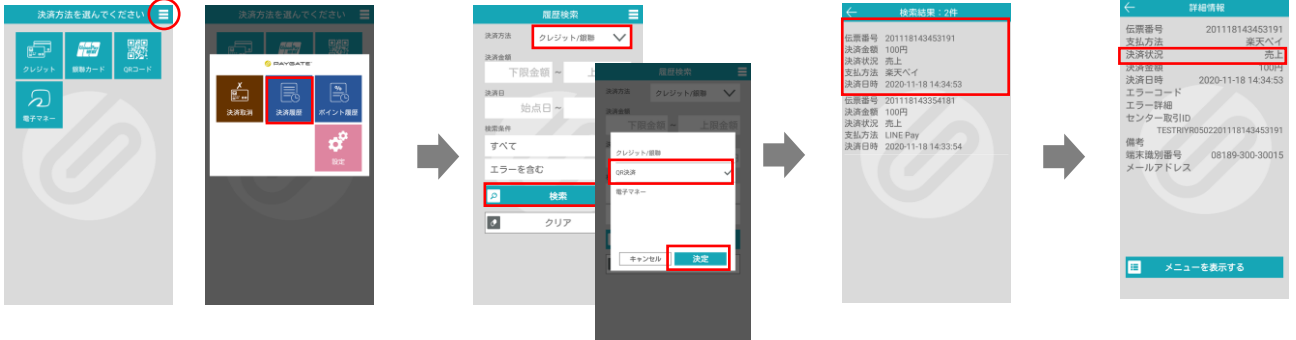 決済方法を選んでください
クレジット
銀聯カード
QRコード
電子マネー
決済方法を選んでください
PAYGATE
決済取消
決済履歴
ポイント履歴
設定
履歴検索
決済方法
クレジット/銀聯
決済金額
下限金額 ~
決済日
始点日 ~
検索条件
すべて
エラーを含む
検索
クリア
履歴検索
決済方法
クレジット/銀聯
決済金額
下限金額 ~ 上限金額
クレジット/銀聯
QR決済
電子マネー
キャンセル
決定
検索結果：2件
伝票番号 201118143453191
決済金額 100円
決済状況 売上
支払方法 楽天ペイ
決済日時 2020-11-18 14:34:53
伝票番号 201118143354181
決済金額 100円
決済状況 売上
支払方法 LINE Pay
決済日時 2020-11-18 14:33:54
詳細情報
伝票番号 201118143453191
支払方法 楽天ペイ
決済状況 売上
決済金額 100円
決済日時 2020-11-18 14:34:53
エラーコード
エラー詳細
センター取引ID
TESTRIYR0502201118143453191
備考
端末識別番号 08189-300-30015
メールアドレス
メニューを表示する